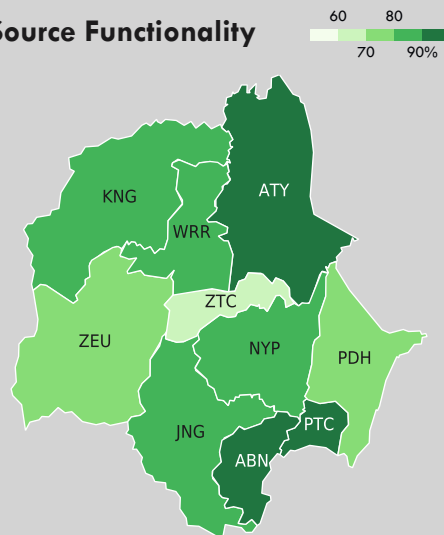 Source Functionality
60 80
70 90%
ATY
KNG
WRR
ZTC
ZEU
NYP
PDH
PTC
JNG
ABN